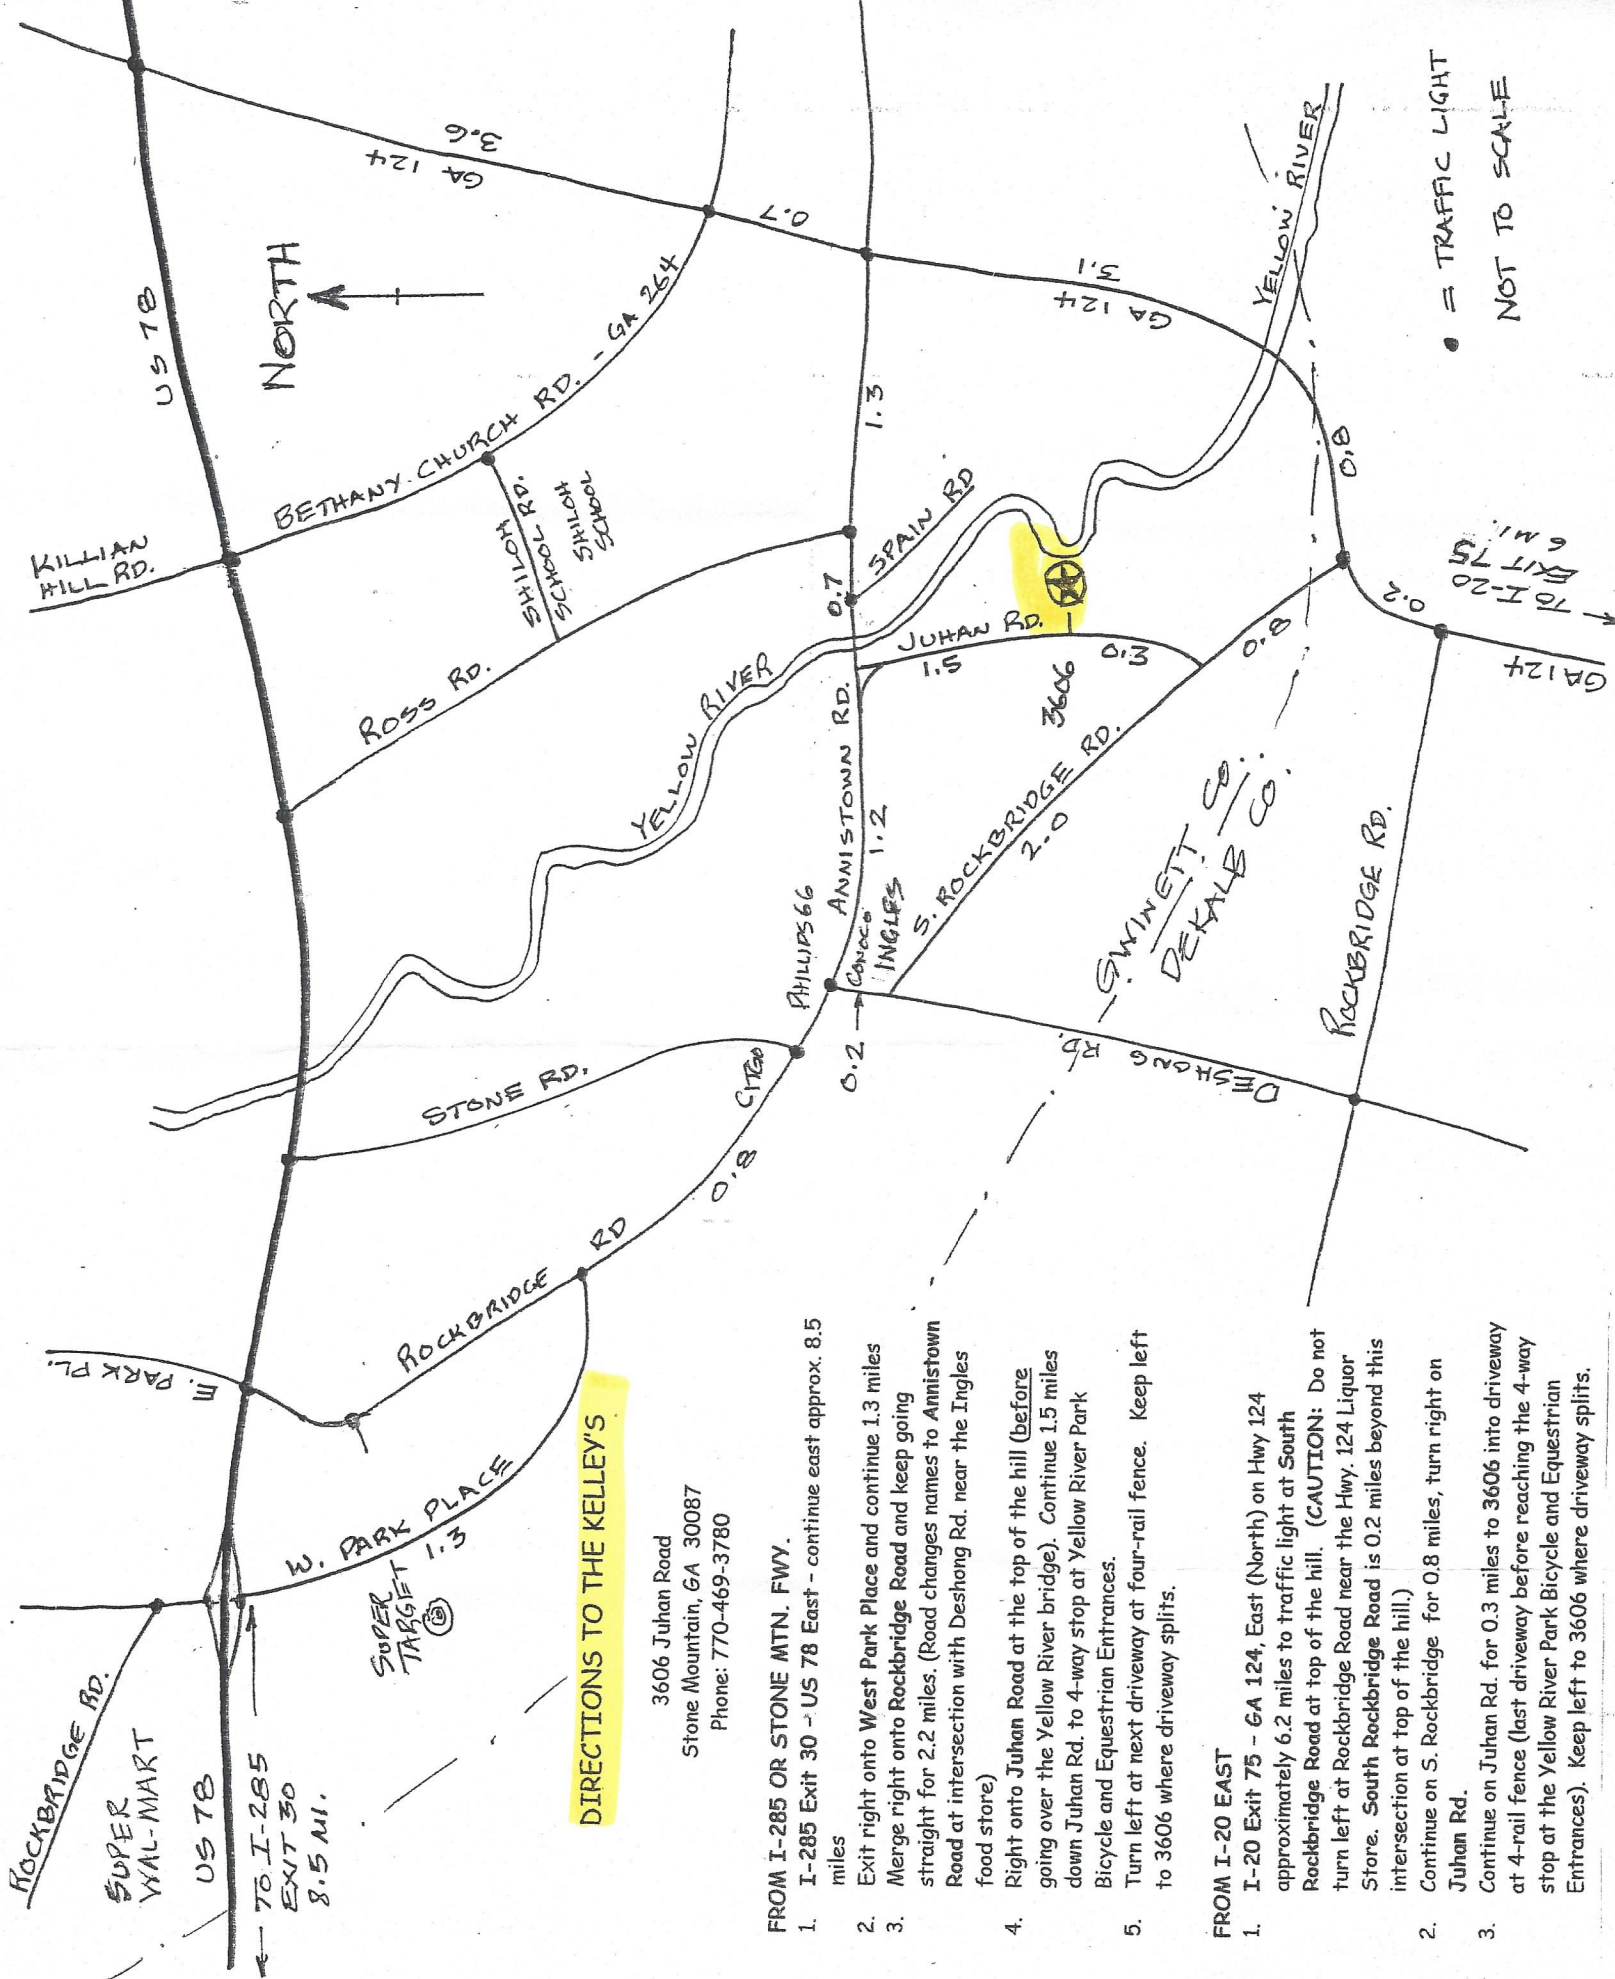 ROCKBRIDGE RD.
SUPER
WAL-MART
US 78
← TO I-285
EXIT 30
8.5 MI.
E. PARK PL.
W. PARK PLACE
1.3
SUPER
TARGET
ROCKBRIDGE RD
0.8
STONE RD.
CITGO
PHILLIPS 66
0.2 →
CONOCO
INGLES
ANNISTOWN RD.
1.2
YELLOW RIVER
ROSS RD.
KILLIAN
HILL RD.
BETHANY CHURCH RD. - GA 264
SHILOH
SCHOOL RD.
SHILOH
SCHOOL
US 78
NORTH
GA 124
3.6
0.7
1.3
0.7
SPAIN RD
JUHAN RD.
1.5
3606
0.3
S. ROCKBRIDGE RD.
2.0
0.8
GA 124
3.1
YELLOW RIVER
0.8
0.2
TO I-20
EXIT 75
6 MI.
GA 124
GWINETT CO.
DEKALB CO.
DESHONG RD.
ROCKBRIDGE RD.
● = TRAFFIC LIGHT
NOT TO SCALE
DIRECTIONS TO THE KELLEY'S
3606 Juhan Road
Stone Mountain, GA 30087
Phone: 770-469-3780
FROM I-285 OR STONE MTN. FWY.
1. I-285 Exit 30 - US 78 East - continue east approx. 8.5
miles
2. Exit right onto West Park Place and continue 1.3 miles
3. Merge right onto Rockbridge Road and keep going
straight for 2.2 miles. (Road changes names to Annistown
Road at intersection with Deshong Rd. near the Ingles
food store)
4. Right onto Juhan Road at the top of the hill (before
going over the Yellow River bridge). Continue 1.5 miles
down Juhan Rd. to 4-way stop at Yellow River Park
Bicycle and Equestrian Entrances.
5. Turn left at next driveway at four-rail fence. Keep left
to 3606 where driveway splits.
FROM I-20 EAST
1. I-20 Exit 75 - GA 124, East (North) on Hwy 124
approximately 6.2 miles to traffic light at South
Rockbridge Road at top of the hill. (CAUTION: Do not
turn left at Rockbridge Road near the Hwy. 124 Liquor
Store. South Rockbridge Road is 0.2 miles beyond this
intersection at top of the hill.)
2. Continue on S. Rockbridge for 0.8 miles, turn right on
Juhan Rd.
3. Continue on Juhan Rd. for 0.3 miles to 3606 into driveway
at 4-rail fence (last driveway before reaching the 4-way
stop at the Yellow River Park Bicycle and Equestrian
Entrances). Keep left to 3606 where driveway splits.